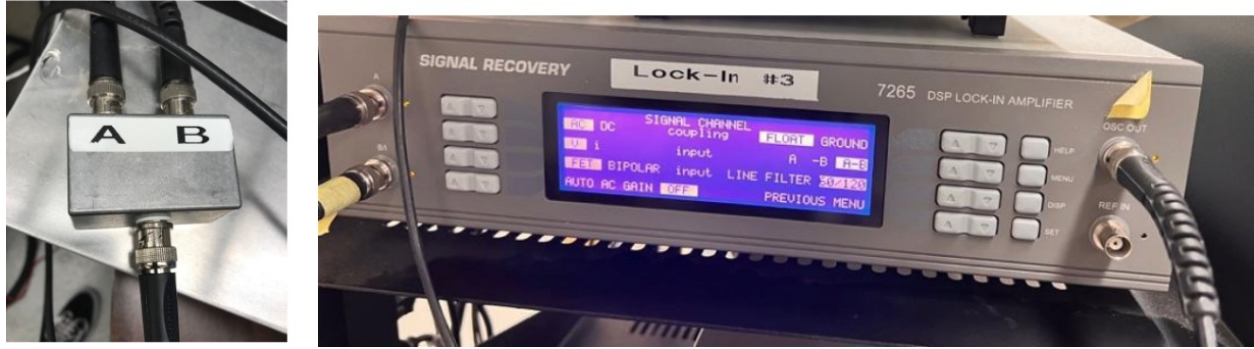 A B
SIGNAL RECOVERY
Lock-In #3
7265 DSP LOCK-IN AMPLIFIER
A
B/I
AC DC SIGNAL CHANNEL
coupling FLOAT GROUND
V i input A -B A-B
FET BIPOLAR input LINE FILTER 60/120
AUTO AC GAIN OFF PREVIOUS MENU
HELP
MENU
DISP
SET
OSC OUT
REF IN